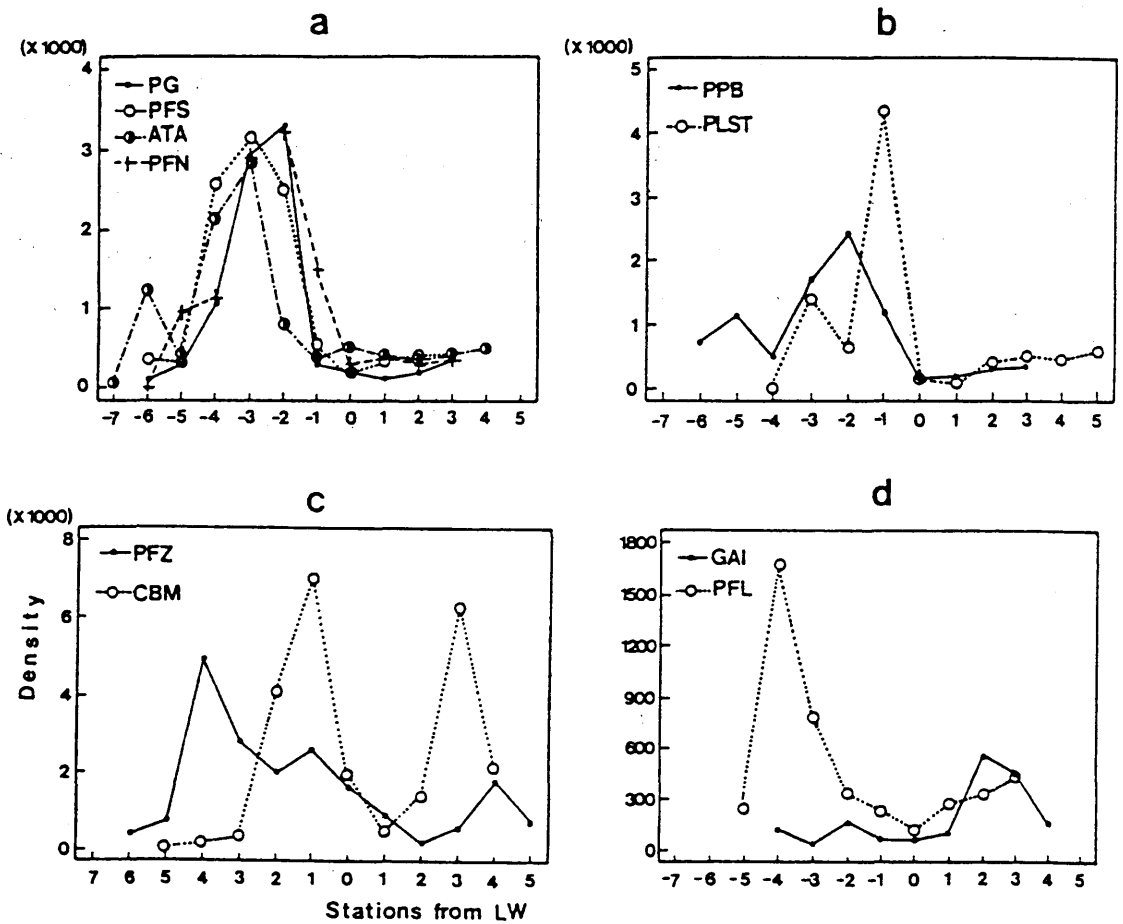 a
(X 1000)
4
3
2
1
0
PG
PFS
ATA
PFN
-7 -6 -5 -4 -3 -2 -1 0 1 2 3 4 5
b
(X 1000)
5
4
3
2
1
0
PPB
PLST
-7 -6 -5 -4 -3 -2 -1 0 1 2 3 4 5
c
(X 1000)
8
6
4
2
0
Density
PFZ
CBM
7 6 5 4 3 2 1 0 1 2 3 4 5
Stations from LW
d
1800
1500
1200
900
600
300
0
GAI
PFL
-7 -6 -5 -4 -3 -2 -1 0 1 2 3 4 5